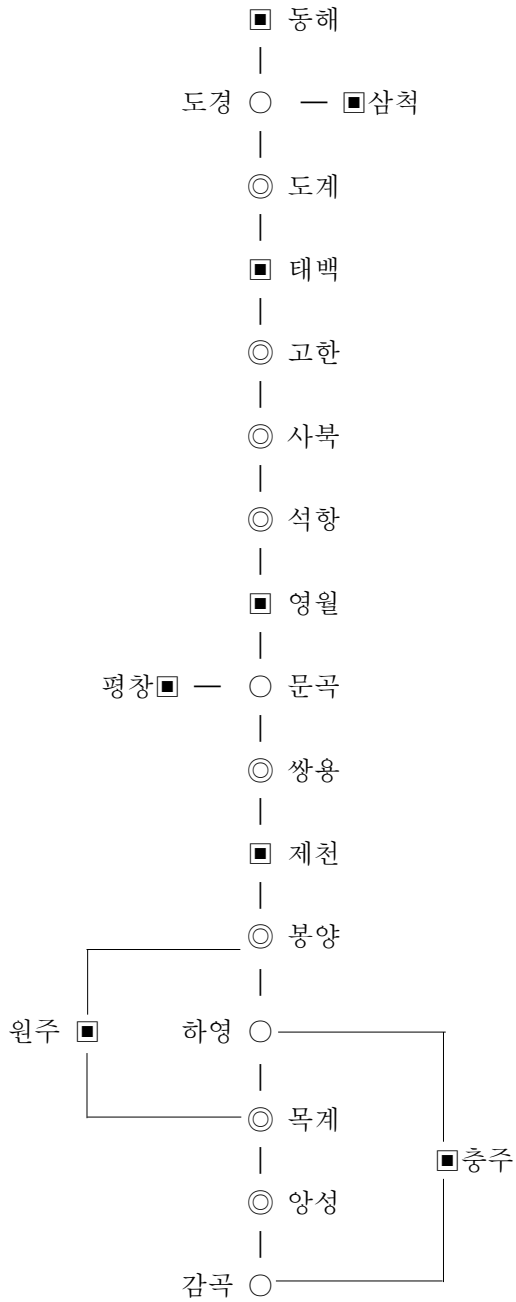 ▣ 동해
도경 ○ — ▣삼척
◎ 도계
▣ 태백
◎ 고한
◎ 사북
◎ 석항
▣ 영월
평창▣ — ○ 문곡
◎ 쌍용
▣ 제천
◎ 봉양
원주 ▣ 하영 ○
◎ 목계
▣충주
◎ 앙성
감곡 ○